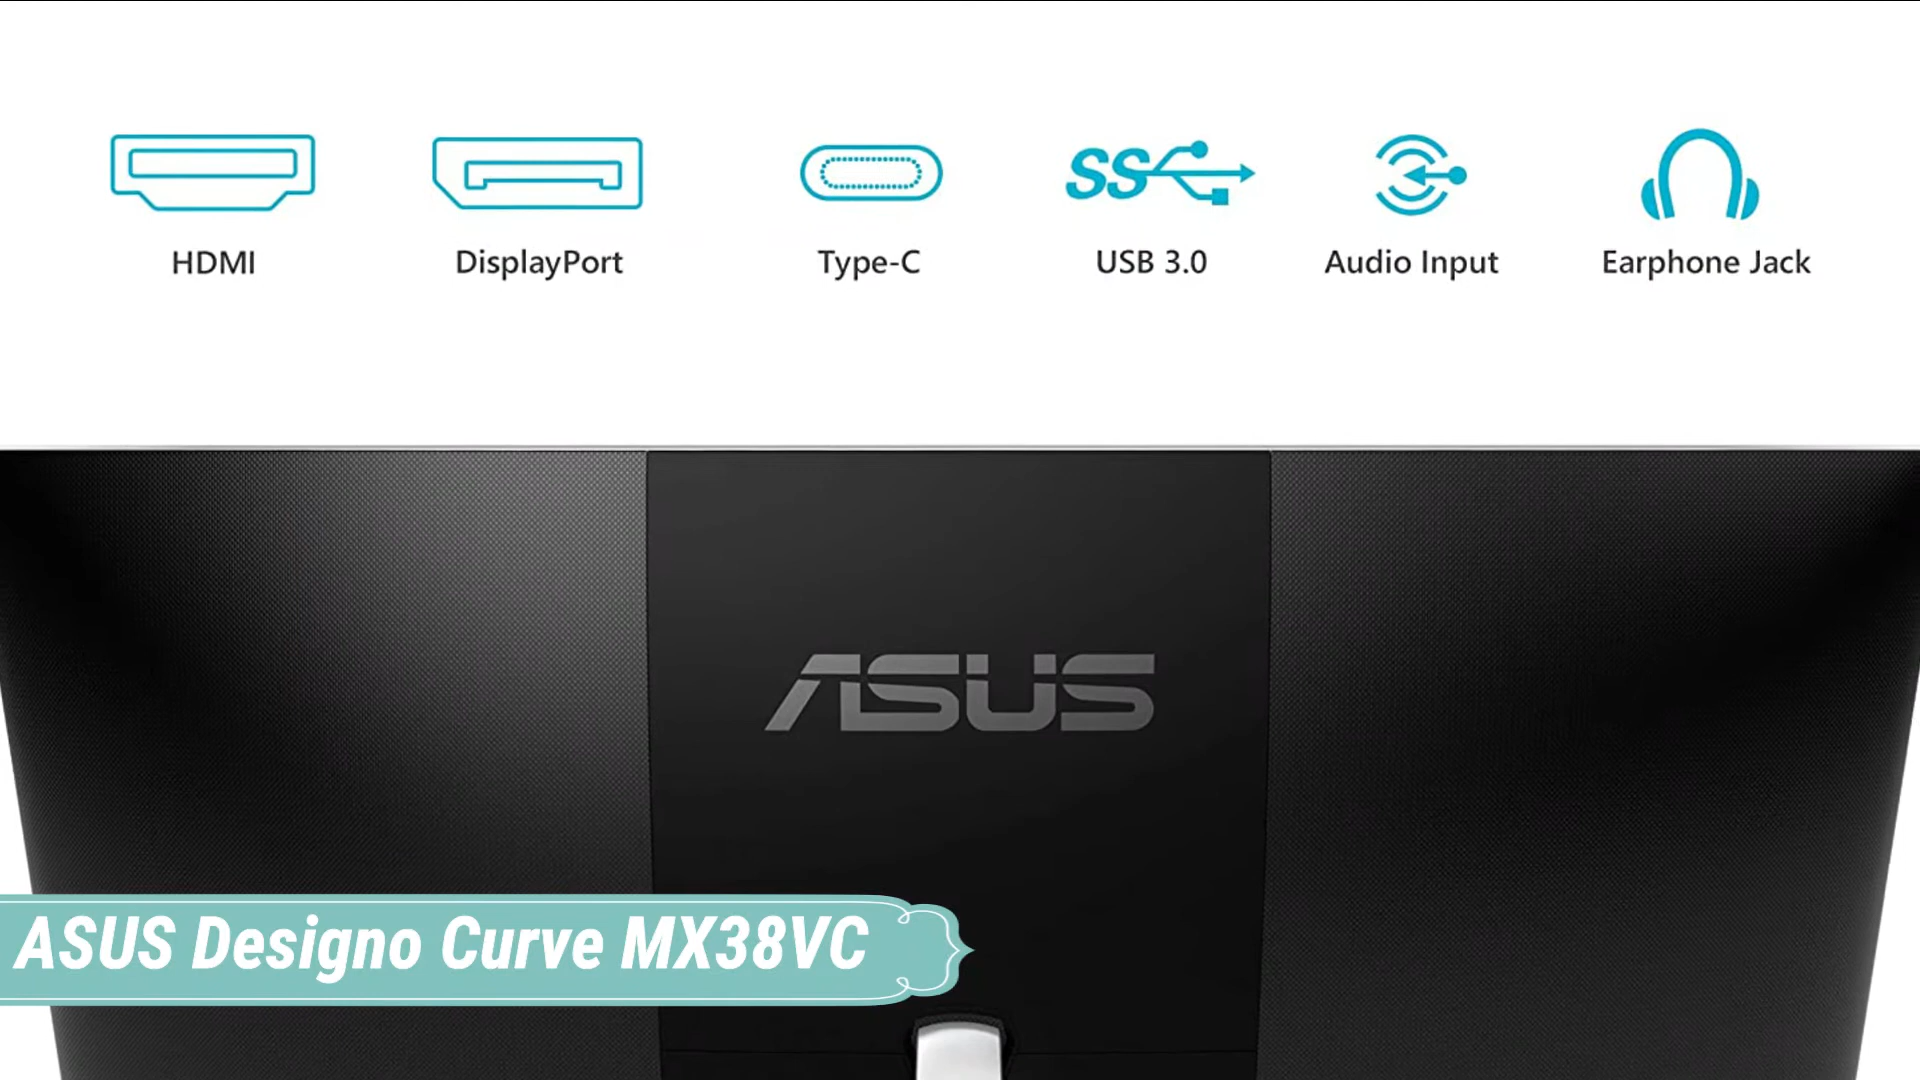 HDMI
DisplayPort
Type-C
SS
USB 3.0
Audio Input
Earphone Jack
ASUS
ASUS Designo Curve MX38VC